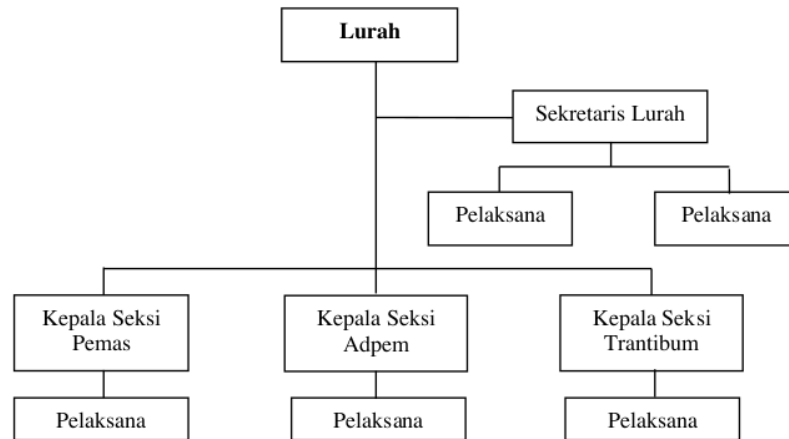 Lurah
Sekretaris Lurah
Pelaksana
Pelaksana
Kepala Seksi
Pemas
Kepala Seksi
Adpem
Kepala Seksi
Trantibum
Pelaksana
Pelaksana
Pelaksana